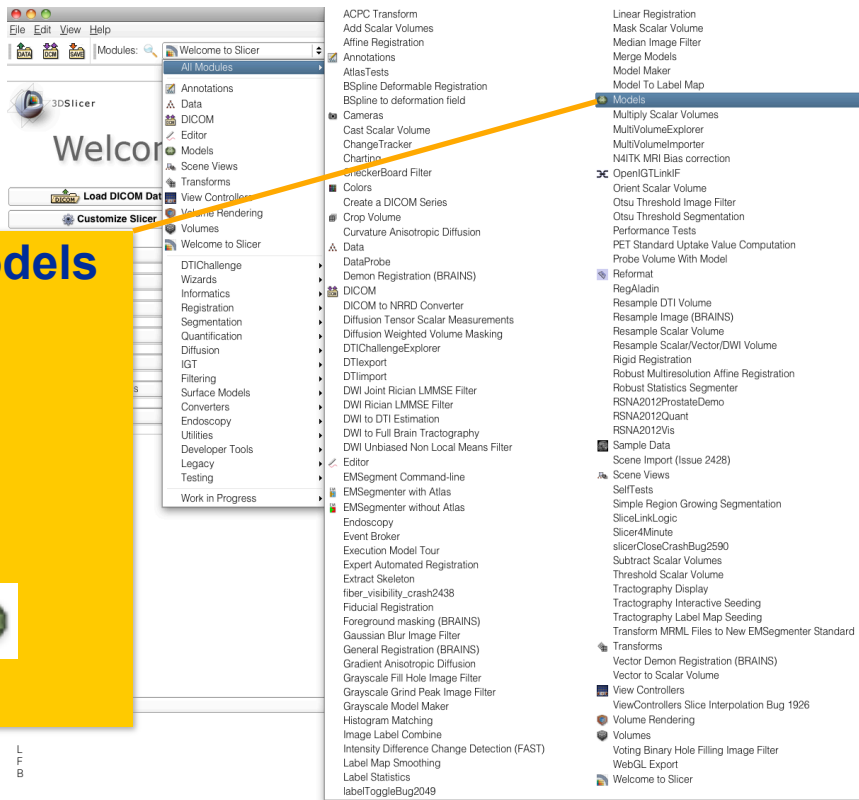 File Edit View Help
DATA DCM SAVE Modules: Welcome to Slicer
3DSlicer
Load DICOM Dat
DICOM
Customize Slicer
L
F
B
All Modules
Annotations
Data
DICOM
Editor
Models
Scene Views
Transforms
View Controllers
Volume Rendering
Volumes
Welcome to Slicer
DTIChallenge
Wizards
Informatics
Registration
Segmentation
Quantification
Diffusion
IGT
Filtering
Surface Models
Converters
Endoscopy
Utilities
Developer Tools
Legacy
Testing
Work in Progress
ACPC Transform
Add Scalar Volumes
Affine Registration
Annotations
AtlasTests
BSpline Deformable Registration
BSpline to deformation field
Cameras
Cast Scalar Volume
ChangeTracker
Charting
CheckerBoard Filter
Colors
Create a DICOM Series
Crop Volume
Curvature Anisotropic Diffusion
Data
DataProbe
Demon Registration (BRAINS)
DICOM
DICOM to NRRD Converter
Diffusion Tensor Scalar Measurements
Diffusion Weighted Volume Masking
DTIChallengeExplorer
DTIexport
DTIimport
DWI Joint Rician LMMSE Filter
DWI Rician LMMSE Filter
DWI to DTI Estimation
DWI to Full Brain Tractography
DWI Unbiased Non Local Means Filter
Editor
EMSegment Command-line
EMSegmenter with Atlas
EMSegmenter without Atlas
Endoscopy
Event Broker
Execution Model Tour
Expert Automated Registration
Extract Skeleton
fiber_visibility_crash2438
Fiducial Registration
Foreground masking (BRAINS)
Gaussian Blur Image Filter
General Registration (BRAINS)
Gradient Anisotropic Diffusion
Grayscale Fill Hole Image Filter
Grayscale Grind Peak Image Filter
Grayscale Model Maker
Histogram Matching
Image Label Combine
Intensity Difference Change Detection (FAST)
Label Map Smoothing
Label Statistics
labelToggleBug2049
Linear Registration
Mask Scalar Volume
Median Image Filter
Merge Models
Model Maker
Model To Label Map
Models
Multiply Scalar Volumes
MultiVolumeExplorer
MultiVolumeImporter
N4ITK MRI Bias correction
OpenIGTLinkIF
Orient Scalar Volume
Otsu Threshold Image Filter
Otsu Threshold Segmentation
Performance Tests
PET Standard Uptake Value Computation
Probe Volume With Model
Reformat
RegAladin
Resample DTI Volume
Resample Image (BRAINS)
Resample Scalar Volume
Resample Scalar/Vector/DWI Volume
Rigid Registration
Robust Multiresolution Affine Registration
Robust Statistics Segmenter
RSNA2012ProstateDemo
RSNA2012Quant
RSNA2012Vis
Sample Data
Scene Import (Issue 2428)
Scene Views
SelfTests
Simple Region Growing Segmentation
SliceLinkLogic
Slicer4Minute
slicerCloseCrashBug2590
Subtract Scalar Volumes
Threshold Scalar Volume
Tractography Display
Tractography Interactive Seeding
Tractography Label Map Seeding
Transform MRML Files to New EMSegmenter Standard
Transforms
Vector Demon Registration (BRAINS)
Vector to Scalar Volume
View Controllers
ViewControllers Slice Interpolation Bug 1926
Volume Rendering
Volumes
Voting Binary Hole Filling Image Filter
WebGL Export
Welcome to Slicer